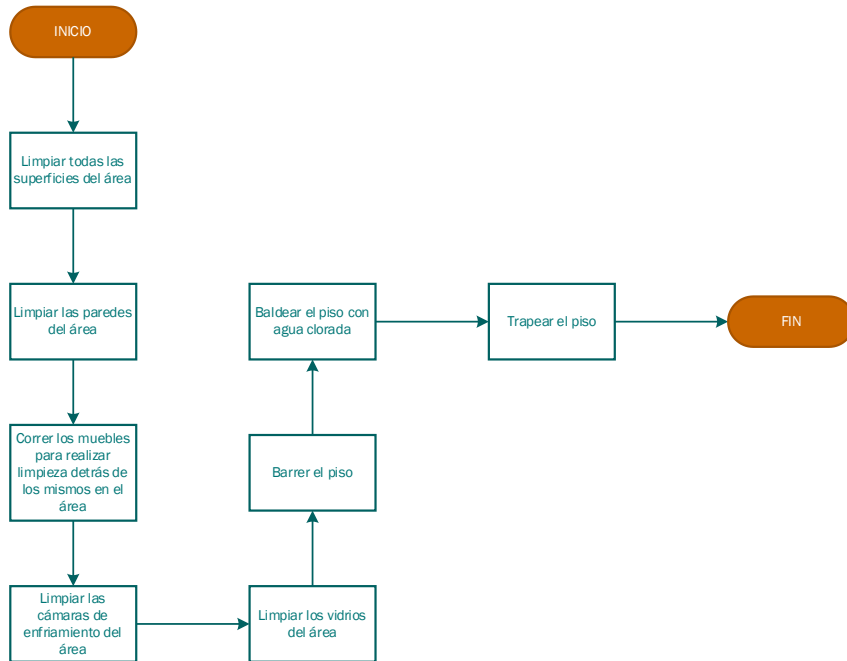 INICIO
Limpiar todas las
superficies del área
Limpiar las paredes
del área
Correr los muebles
para realizar
limpieza detrás de
los mismos en el
área
Limpiar las
cámaras de
enfriamiento del
área
Limpiar los vidrios
del área
Barrer el piso
Baldear el piso con
agua clorada
Trapear el piso
FIN